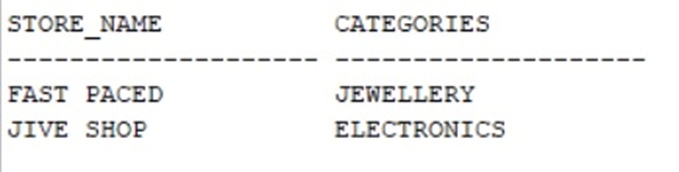 STORE_NAME CATEGORIES
-------------------- --------------------
FAST PACED JEWELLERY
JIVE SHOP ELECTRONICS